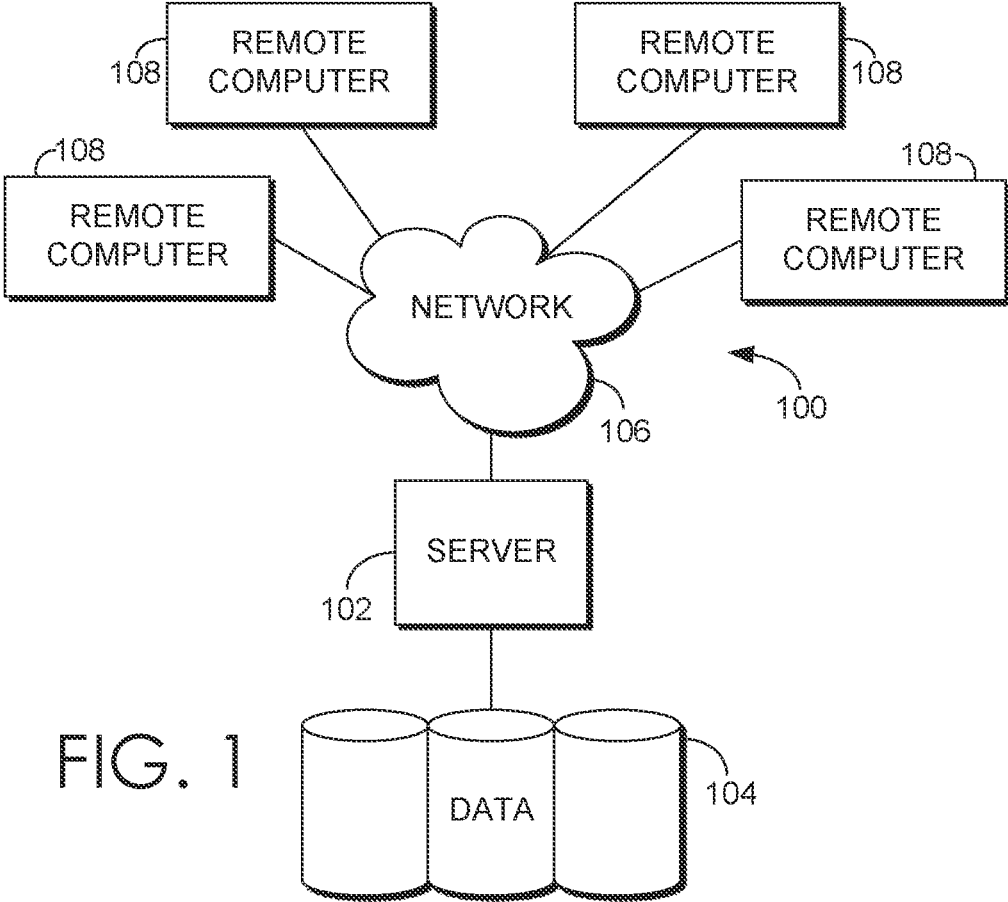 REMOTE
COMPUTER
108
REMOTE
COMPUTER
108
108
REMOTE
COMPUTER
108
REMOTE
COMPUTER
NETWORK
106
100
SERVER
102
DATA
104
FIG. 1